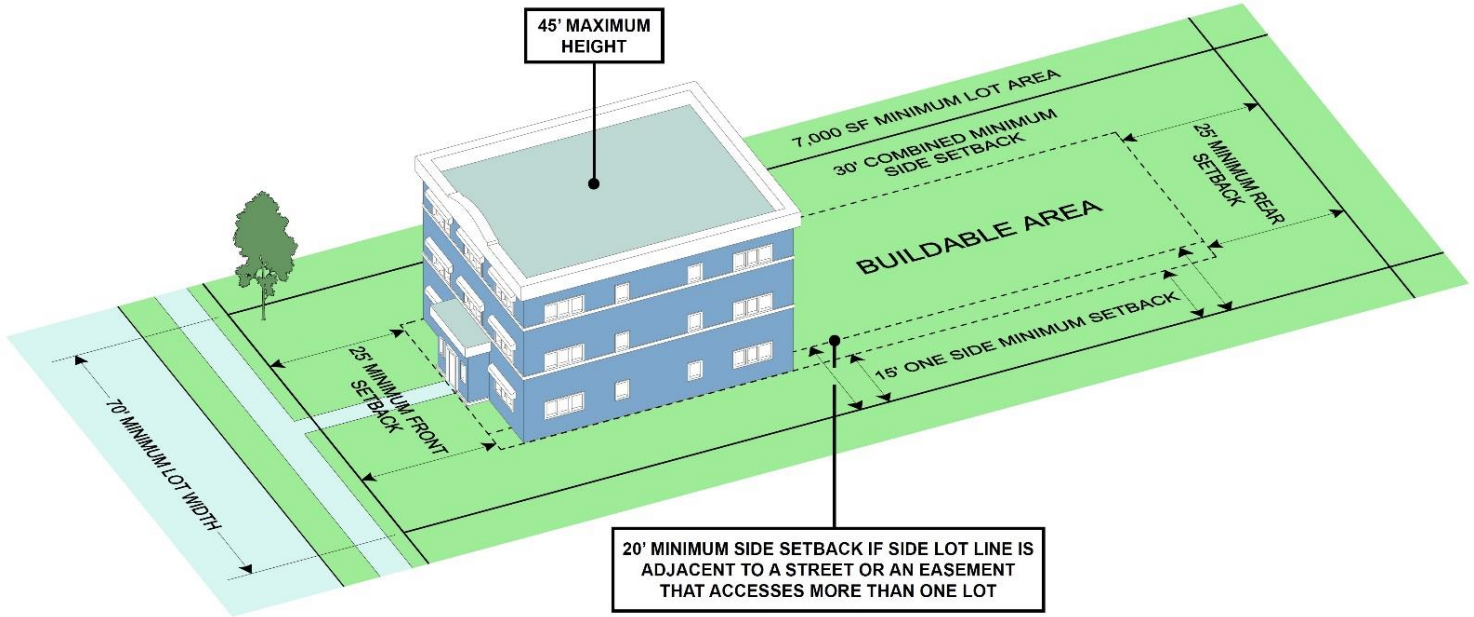 45' MAXIMUM
HEIGHT
7,000 SF MINIMUM LOT AREA
30' COMBINED MINIMUM
SIDE SETBACK
25' MINIMUM REAR
SETBACK
BUILDABLE AREA
15' ONE SIDE MINIMUM SETBACK
25' MINIMUM FRONT
SETBACK
70' MINIMUM LOT WIDTH
20' MINIMUM SIDE SETBACK IF SIDE LOT LINE IS
ADJACENT TO A STREET OR AN EASEMENT
THAT ACCESSES MORE THAN ONE LOT